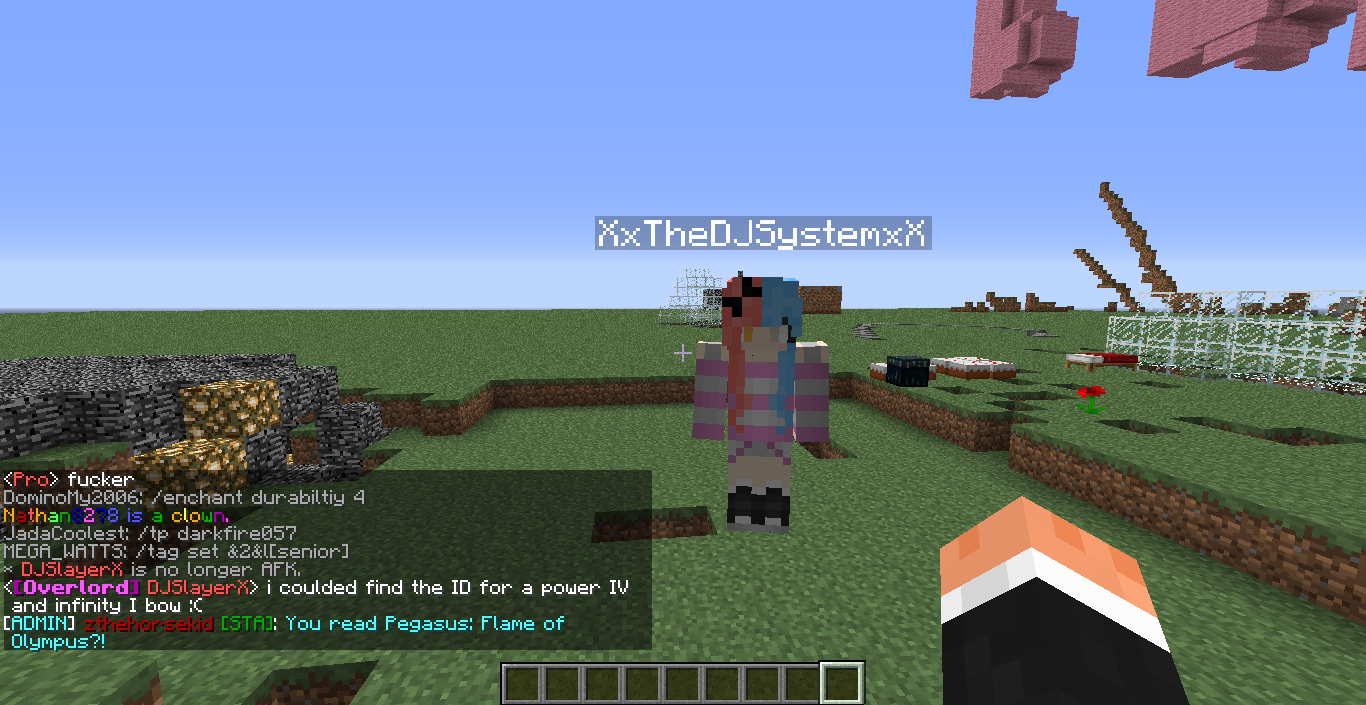 XxTheDJSystemxX
<Pro> fucker
DominoMy2006: /enchant durabiltiy 4
Nathan8278 is a clown.
JadaCoolest: /tp darkfire057
MEGA_WATTS: /tag set &2&l[senior]
* DJSlayerX is no longer AFK.
<[Overlord] DJSlayerX> i coulded find the ID for a power IV
and infinity I bow :C
[ADMIN] zthehorsekid [STA]: You read Pegasus: Flame of
Olympus?!